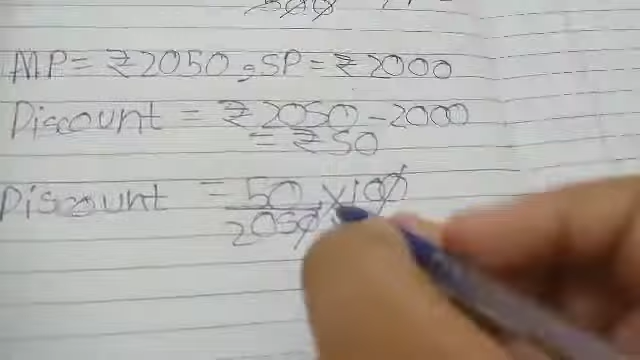 MP = ₹2050, SP = ₹2000
Discount = ₹2050 - 2000
= ₹50
Discount = 50/2050 × 100